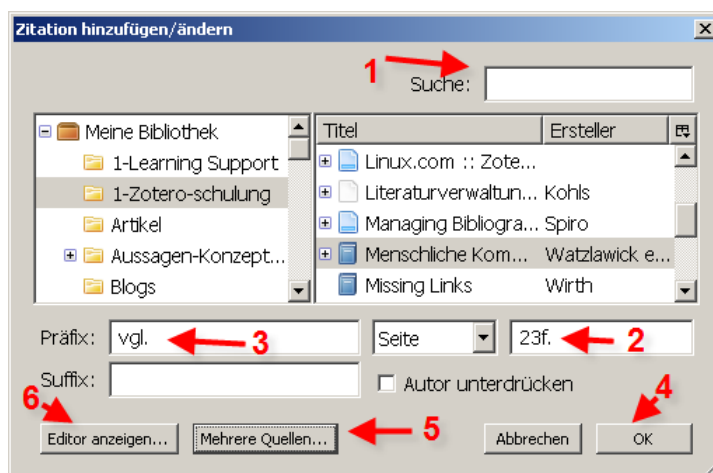 Zitation hinzufügen/ändern
1
Suche:
Meine Bibliothek
1-Learning Support
1-Zotero-schulung
Artikel
Aussagen-Konzept...
Blogs
Titel Ersteller
Linux.com :: Zote...
Literaturverwaltun... Kohls
Managing Bibliogra... Spiro
Menschliche Kom... Watzlawick e...
Missing Links Wirth
Präfix: vgl. 3 Seite 23f. 2
Suffix: Autor unterdrücken
6 4
Editor anzeigen... Mehrere Quellen... 5 Abbrechen OK